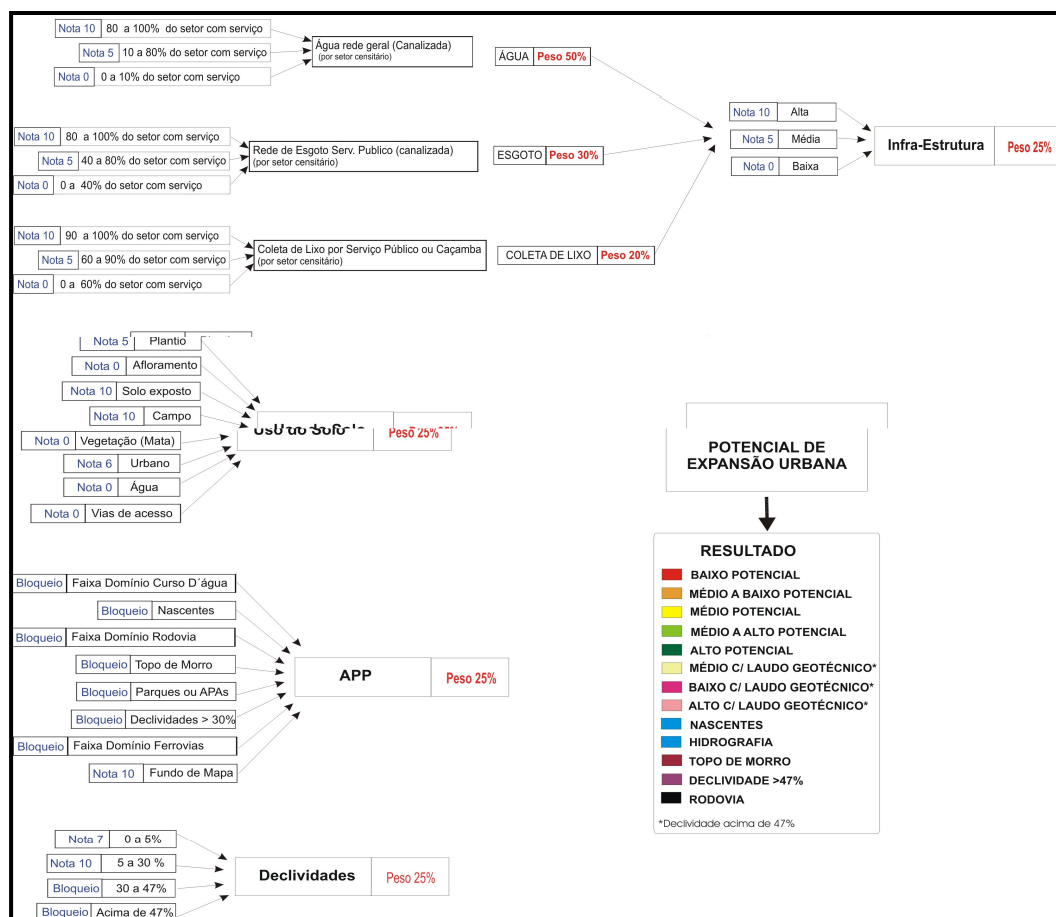 Nota 10 80 a 100% do setor com serviço
Nota 5 10 a 80% do setor com serviço
Nota 0 0 a 10% do setor com serviço
Água rede geral (Canalizada)
(por setor censitário)
ÁGUA Peso 50%
Nota 10 80 a 100% do setor com serviço
Nota 5 40 a 80% do setor com serviço
Nota 0 0 a 40% do setor com serviço
Rede de Esgoto Serv. Publico (canalizada)
(por setor censitário)
ESGOTO Peso 30%
Nota 10 90 a 100% do setor com serviço
Nota 5 60 a 90% do setor com serviço
Nota 0 0 a 60% do setor com serviço
Coleta de Lixo por Serviço Público ou Caçamba
(por setor censitário)
COLETA DE LIXO Peso 20%
Nota 10 Alta
Nota 5 Média
Nota 0 Baixa
Infra-Estrutura Peso 25%
Nota 5 Plantio
Nota 0 Afloramento
Nota 10 Solo exposto
Nota 10 Campo
Nota 0 Vegetação (Mata)
Nota 6 Urbano
Nota 0 Água
Nota 0 Vias de acesso
Uso do Solo Peso 25%
Bloqueio Faixa Domínio Curso D´água
Bloqueio Nascentes
Bloqueio Faixa Domínio Rodovia
Bloqueio Topo de Morro
Bloqueio Parques ou APAs
Bloqueio Declividades > 30%
Bloqueio Faixa Domínio Ferrovias
Nota 10 Fundo de Mapa
APP Peso 25%
Nota 7 0 a 5%
Nota 10 5 a 30 %
Bloqueio 30 a 47%
Bloqueio Acima de 47%
Declividades Peso 25%
POTENCIAL DE
EXPANSÃO URBANA
RESULTADO
BAIXO POTENCIAL
MÉDIO A BAIXO POTENCIAL
MÉDIO POTENCIAL
MÉDIO A ALTO POTENCIAL
ALTO POTENCIAL
MÉDIO C/ LAUDO GEOTÉCNICO*
BAIXO C/ LAUDO GEOTÉCNICO*
ALTO C/ LAUDO GEOTÉCNICO*
NASCENTES
HIDROGRAFIA
TOPO DE MORRO
DECLIVIDADE >47%
RODOVIA
*Declividade acima de 47%